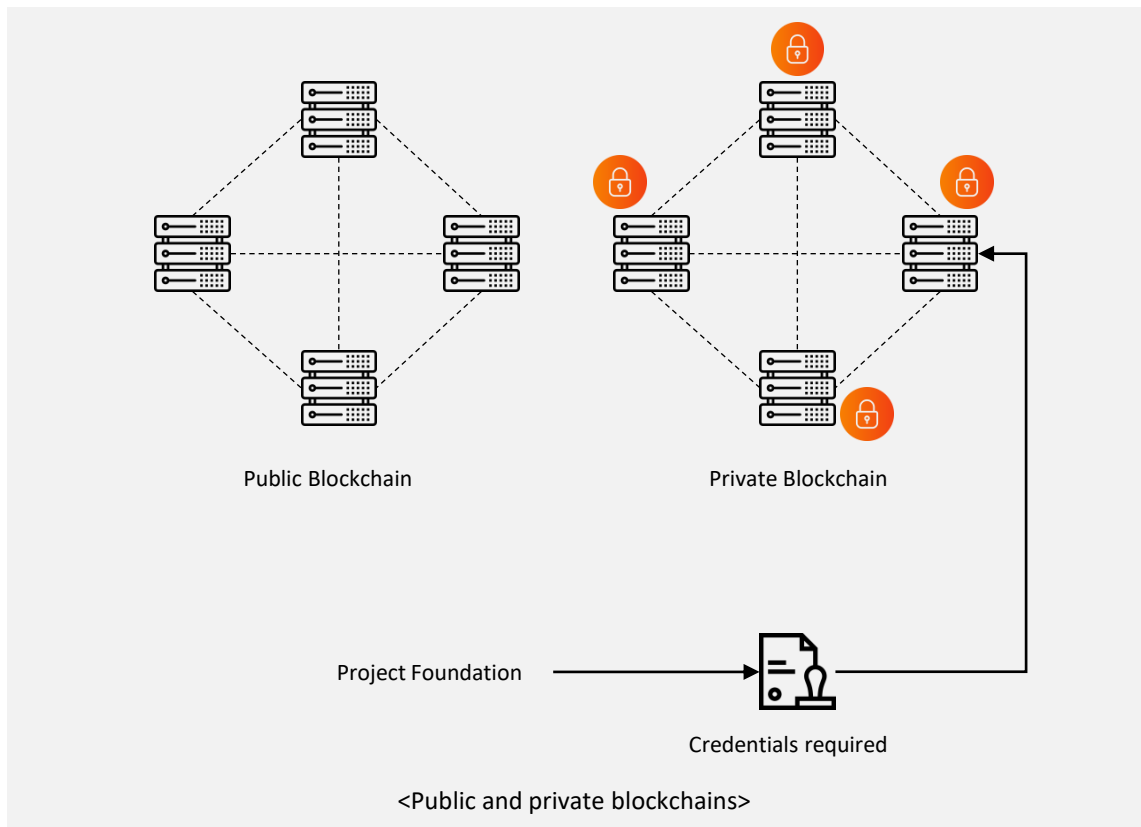 Public Blockchain
Private Blockchain
Project Foundation
Credentials required
<Public and private blockchains>